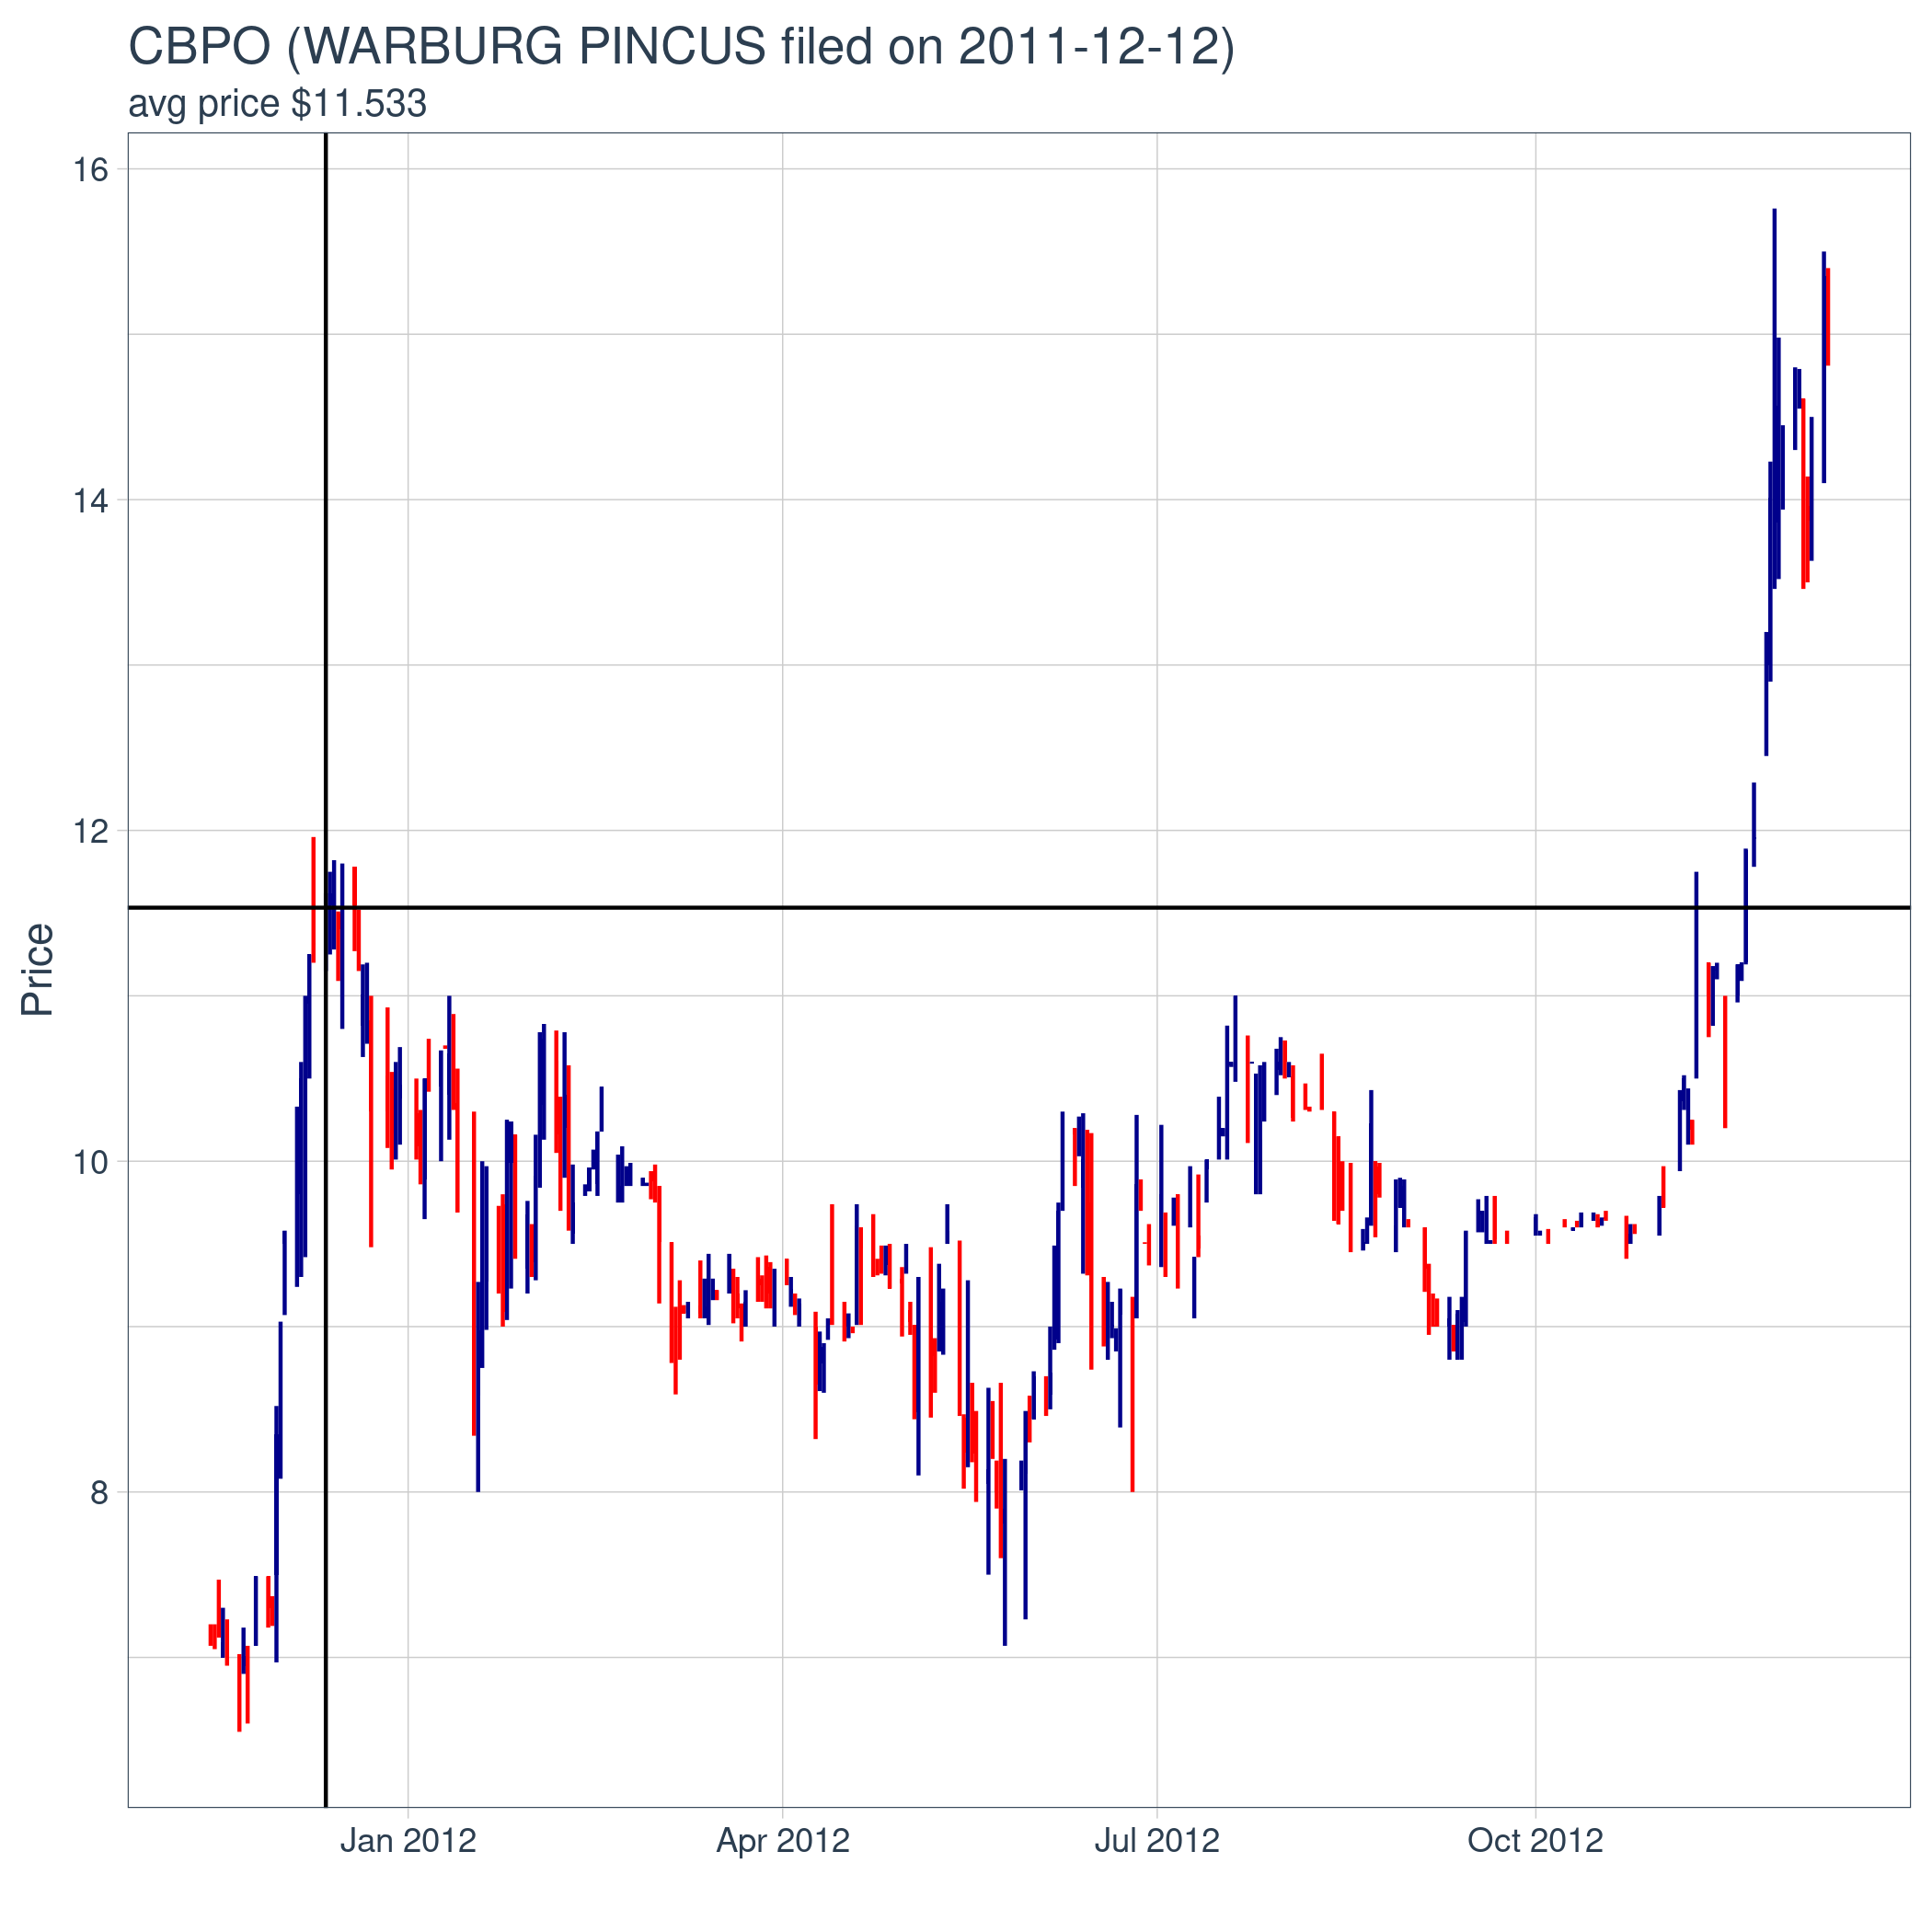 CBPO (WARBURG PINCUS filed on 2011-12-12)
avg price $11.533
16
14
12
10
8
Price
Jan 2012
Apr 2012
Jul 2012
Oct 2012